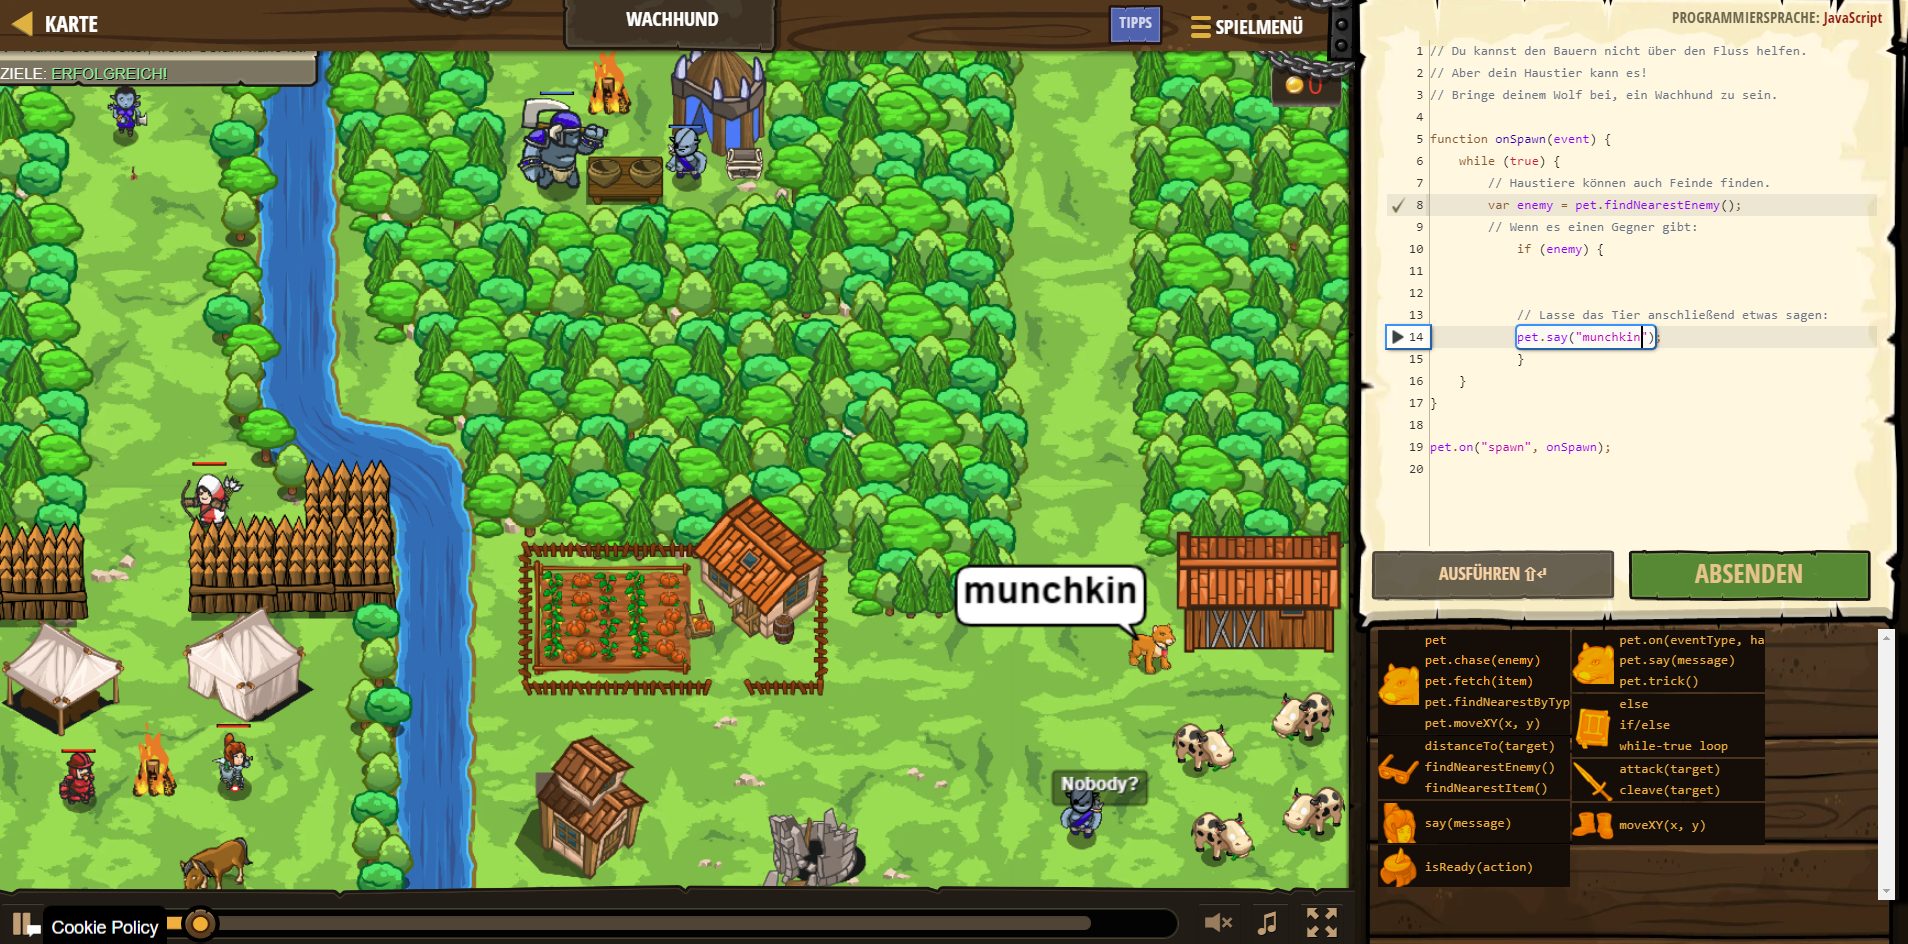 KARTE
WACHHUND
TIPPS
SPIELMENÜ
PROGRAMMIERSPRACHE: JavaScript
ZIELE: ERFOLGREICH!
1 // Du kannst den Bauern nicht über den Fluss helfen.
2 // Aber dein Haustier kann es!
3 // Bringe deinem Wolf bei, ein Wachhund zu sein.
4
5 function onSpawn(event) {
6 while (true) {
7 // Haustiere können auch Feinde finden.
8 var enemy = pet.findNearestEnemy();
9 // Wenn es einen Gegner gibt:
10 if (enemy) {
11
12
13 // Lasse das Tier anschließend etwas sagen:
14 pet.say("munchkin");
15 }
16 }
17 }
18
19 pet.on("spawn", onSpawn);
20
munchkin
Nobody?
AUSFÜHREN ⇧↵
ABSENDEN
pet
pet.chase(enemy)
pet.fetch(item)
pet.findNearestByTyp
pet.moveXY(x, y)
distanceTo(target)
findNearestEnemy()
findNearestItem()
say(message)
isReady(action)
pet.on(eventType, ha
pet.say(message)
pet.trick()
else
if/else
while-true loop
attack(target)
cleave(target)
moveXY(x, y)
Cookie Policy